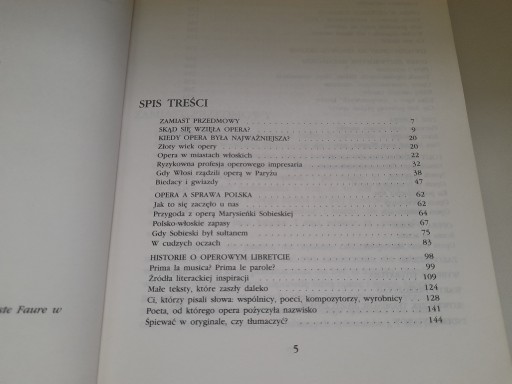 SPIS TREŚCI
ZAMIAST PRZEDMOWY 7
SKĄD SIĘ WZIĘŁA OPERA? 9
KIEDY OPERA BYŁA NAJWAŻNIEJSZA? 20
Złoty wiek opery 20
Opera w miastach włoskich 22
Ryzykowna profesja operowego impresaria 32
Gdy Włosi rządzili operą w Paryżu 38
Biedacy i gwiazdy 47
OPERA A SPRAWA POLSKA 62
Jak to się zaczęło u nas 62
Przygoda z operą Marysieńki Sobieskiej 64
Polsko-włoskie zapasy 67
Gdy Sobieski był sułtanem 75
W cudzych oczach 83
HISTORIE O OPEROWYM LIBRETCIE 98
Prima la musica? Prima le parole? 99
Źródła literackiej inspiracji 109
Małe teksty, które zaszły daleko 124
Ci, którzy pisali słowa: wspólnicy, poeci, kompozytorzy, wyrobnicy 128
Poeta, od którego opera pożyczyła nazwisko 141
Śpiewać w oryginale, czy tłumaczyć? 144
5
Faure w